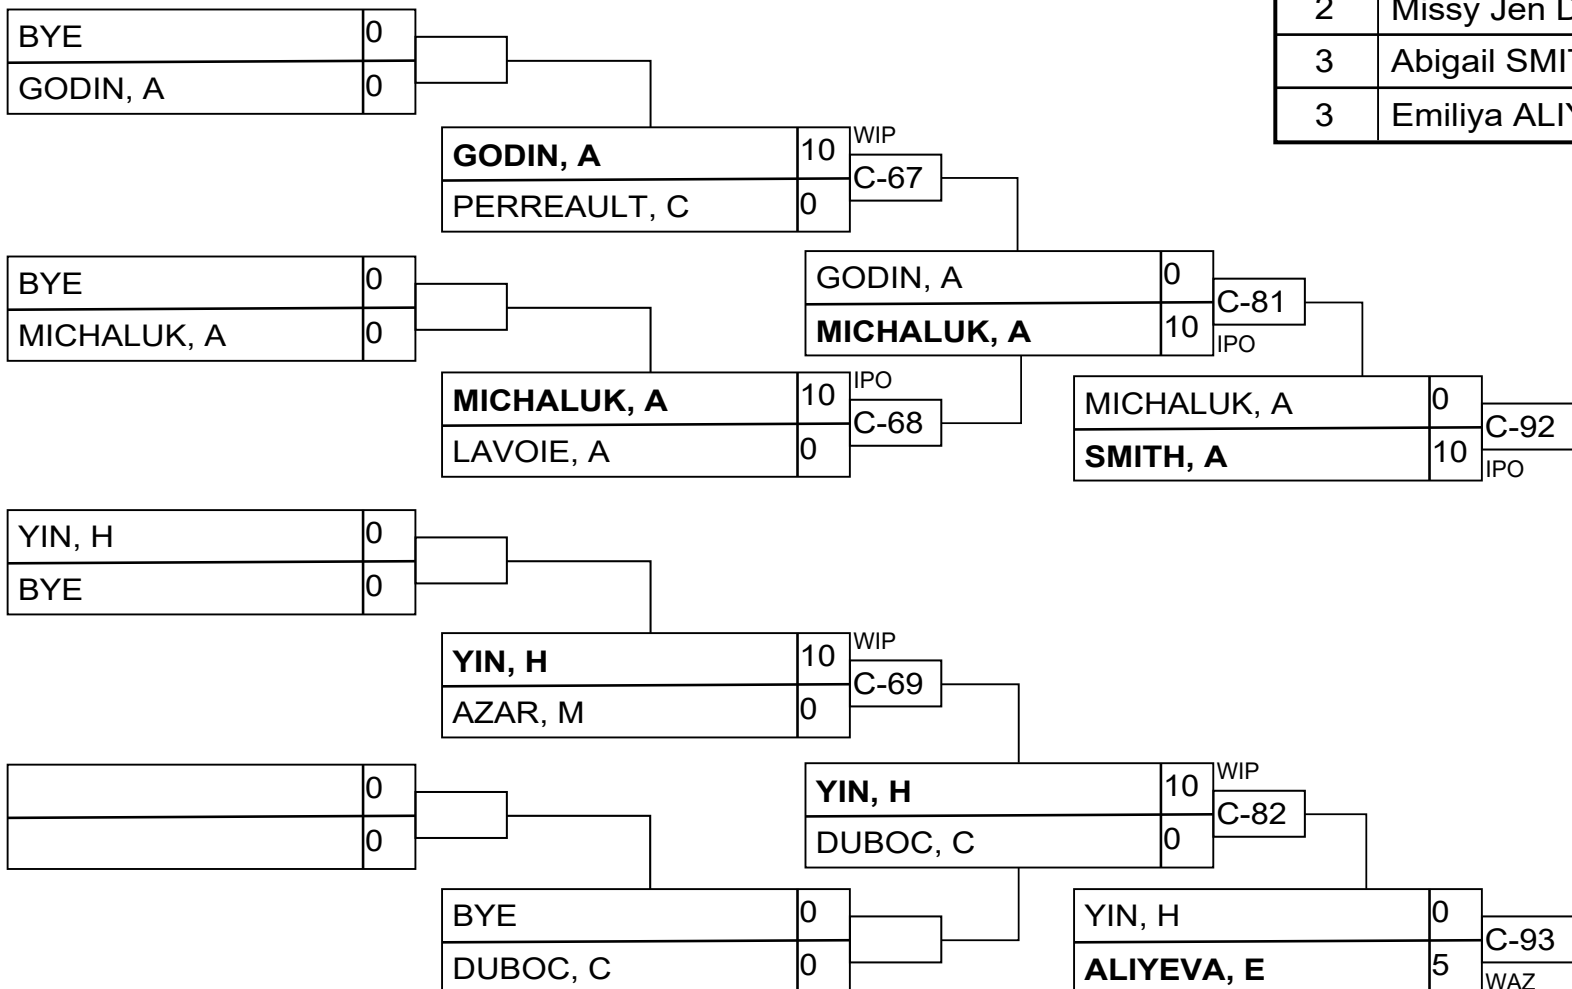 2 Missy Jen
BYE 0
GODIN, A 0
3 Abigail
3 Emiliya
GODIN, A 10 WIP
C-67
PERREAULT, C 0
BYE 0
MICHALUK, A 0
GODIN, A 0
C-81
MICHALUK, A 10 IPO
MICHALUK, A 10 IPO
C-68
LAVOIE, A 0
MICHALUK, A 0
C-92
SMITH, A 10 IPO
YIN, H 0
BYE 0
YIN, H 10 WIP
C-69
AZAR, M 0
0
0
YIN, H 10 WIP
C-82
DUBOC, C 0
BYE 0
DUBOC, C 0
YIN, H 0
C-93
ALIYEVA, E 5 WAZ